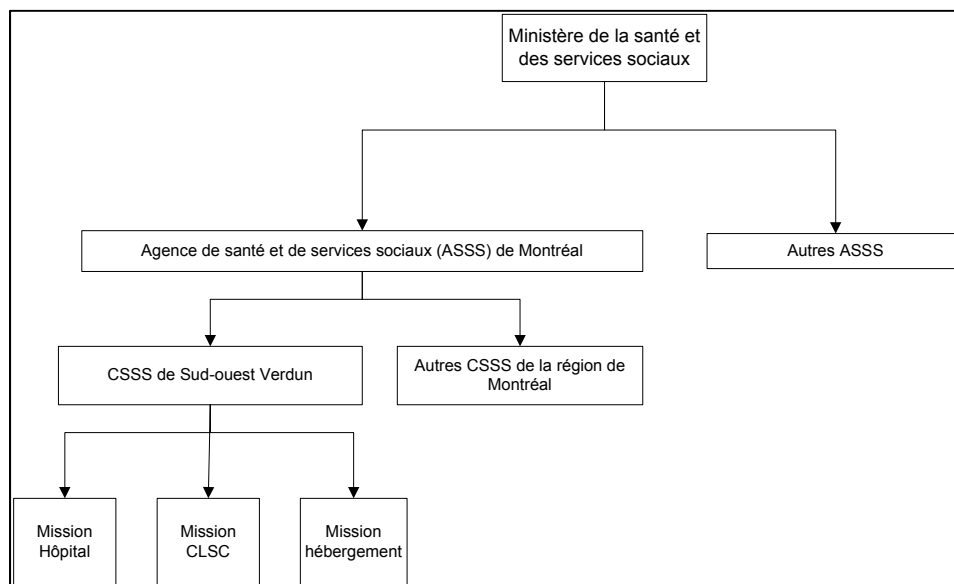 Ministère de la santé et
des services sociaux
Agence de santé et de services sociaux (ASSS) de Montréal
Autres ASSS
CSSS de Sud-ouest Verdun
Autres CSSS de la région de
Montréal
Mission
Hôpital
Mission
CLSC
Mission
hébergement